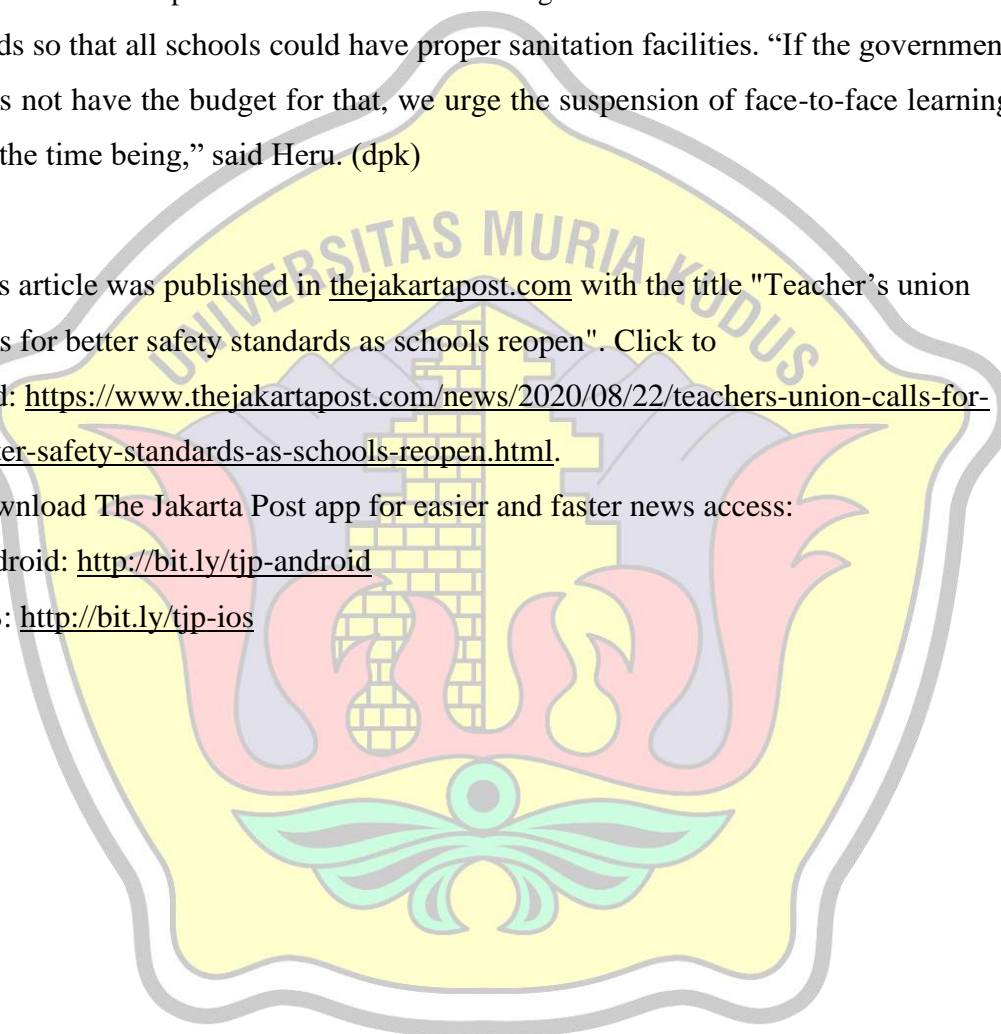 ds so that all schools could have proper sanitation facilities. “If the governmen
s not have the budget for that, we urge the suspension of face-to-face learning
the time being,” said Heru. (dpk)
UNIVERSITAS MURIA KUDUS
s article was published in thejakartapost.com with the title "Teacher’s union
s for better safety standards as schools reopen". Click to
d: https://www.thejakartapost.com/news/2020/08/22/teachers-union-calls-for-
ter-safety-standards-as-schools-reopen.html.
wnload The Jakarta Post app for easier and faster news access:
droid: http://bit.ly/tjp-android
: http://bit.ly/tjp-ios